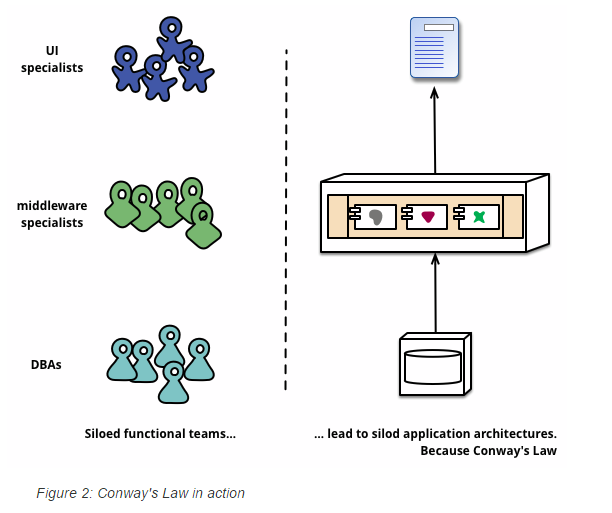 UI
specialists
middleware
specialists
DBAs
Siloed functional teams...
... lead to silod application architectures.
Because Conway's Law
Figure 2: Conway's Law in action